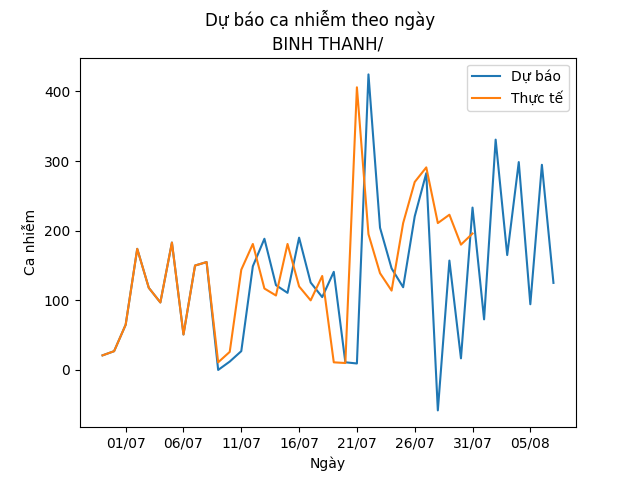 Dự báo ca nhiễm theo ngày
BINH THANH/
Dự báo
Thực tế
Ca nhiễm
400
300
200
100
0
01/07
06/07
11/07
16/07
21/07
26/07
31/07
05/08
Ngày